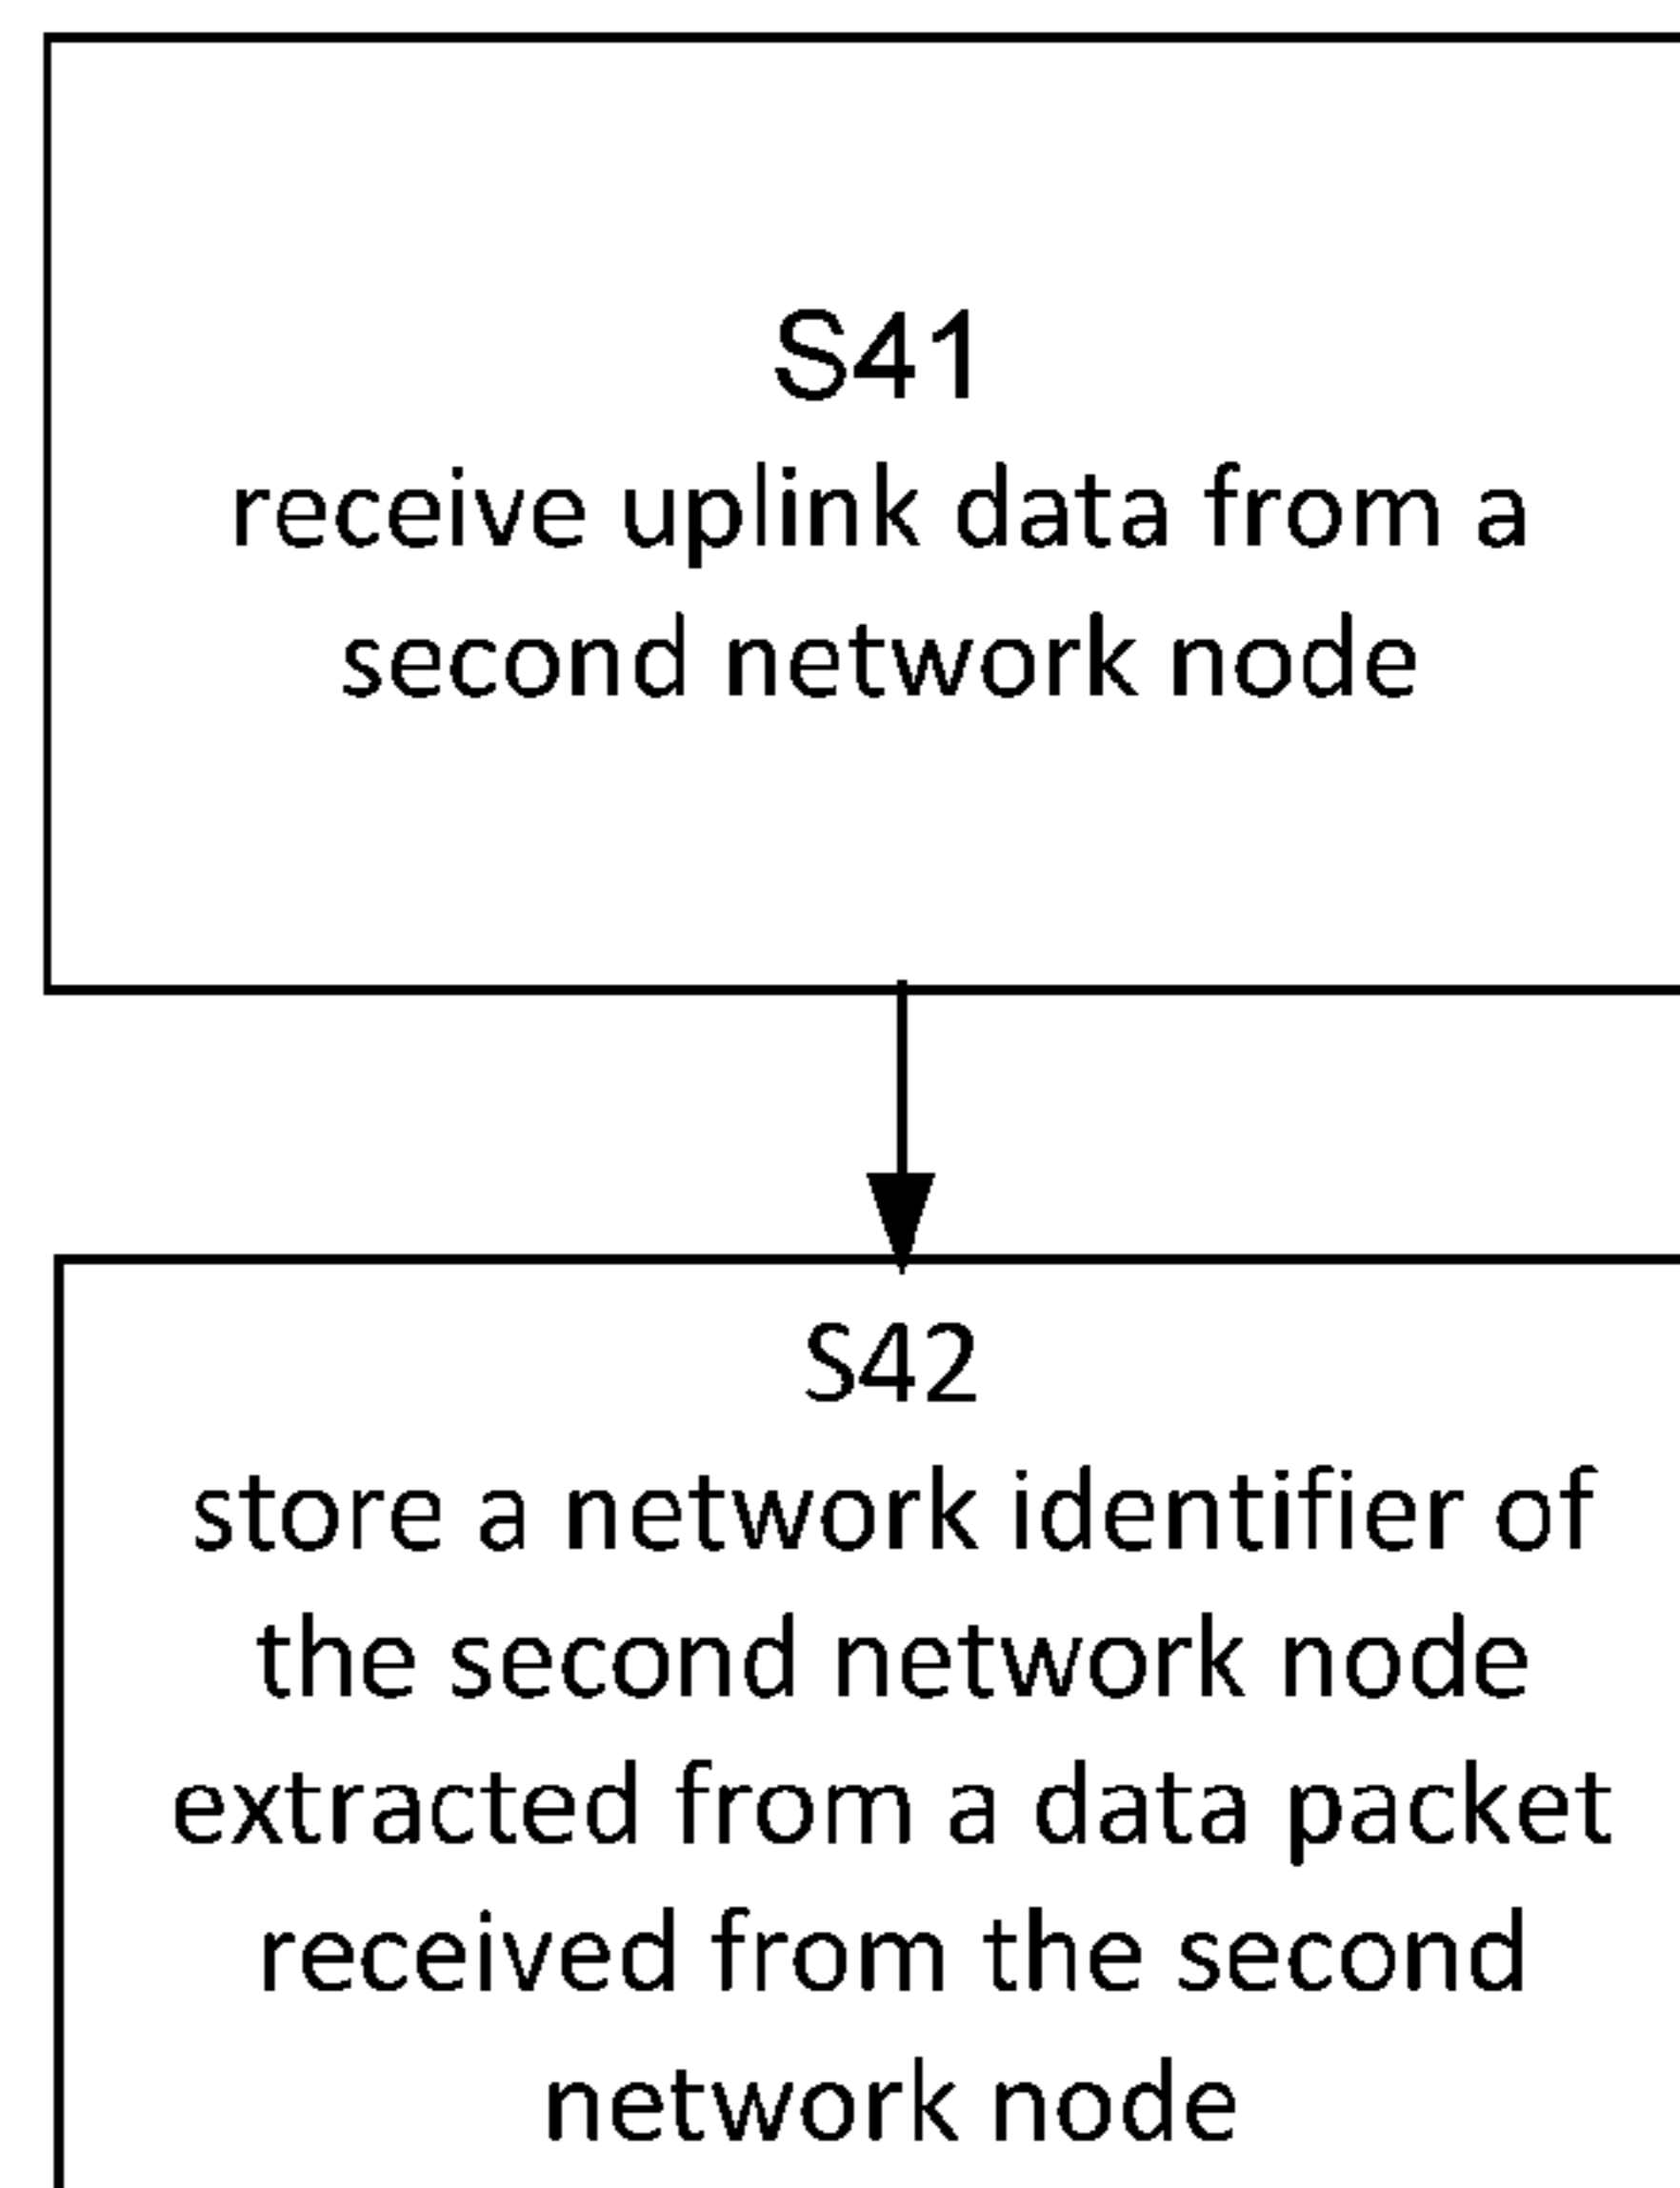 S41
receive uplink data from a
second network node
S42
store a network identifier of
the second network node
extracted from a data packet
received from the second
network node